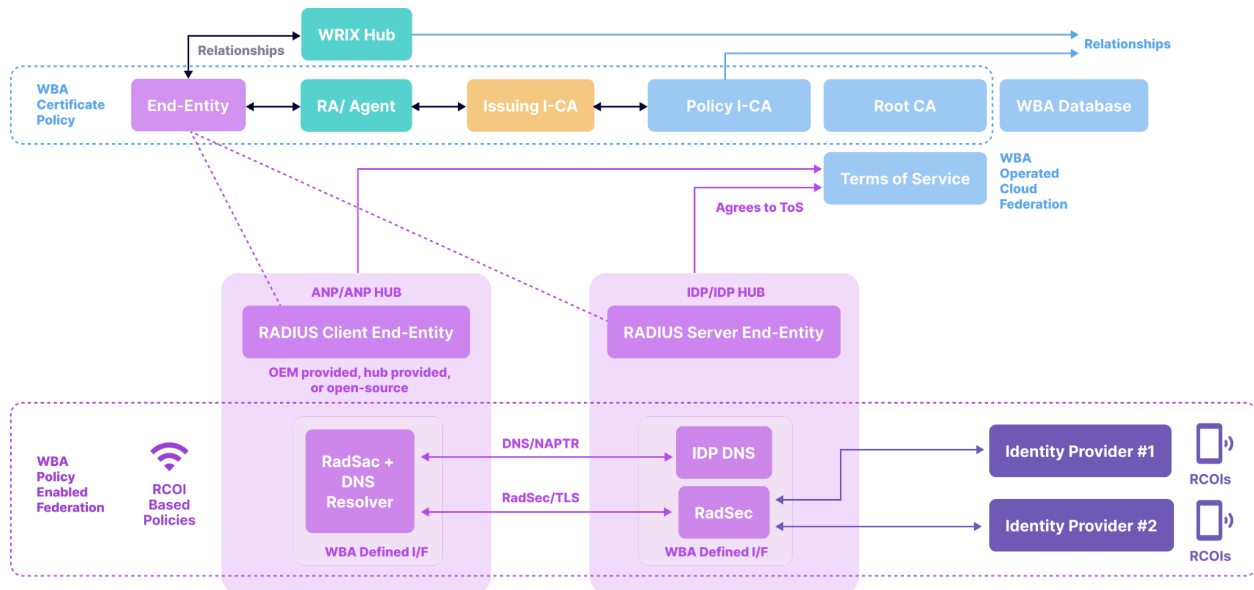 WRIX Hub
Relationships
Relationships
WBA
Certificate
Policy
End-Entity
RA/ Agent
Issuing I-CA
Policy I-CA
Root CA
WBA Database
Terms of Service
WBA
Operated
Cloud
Federation
Agrees to ToS
ANP/ANP HUB
RADIUS Client End-Entity
OEM provided, hub provided,
or open-source
IDP/IDP HUB
RADIUS Server End-Entity
WBA
Policy
Enabled
Federation
RCOI
Based
Policies
RadSac +
DNS
Resolver
WBA Defined I/F
DNS/NAPTR
RadSec/TLS
IDP DNS
RadSec
WBA Defined I/F
Identity Provider #1
RCOIs
Identity Provider #2
RCOIs